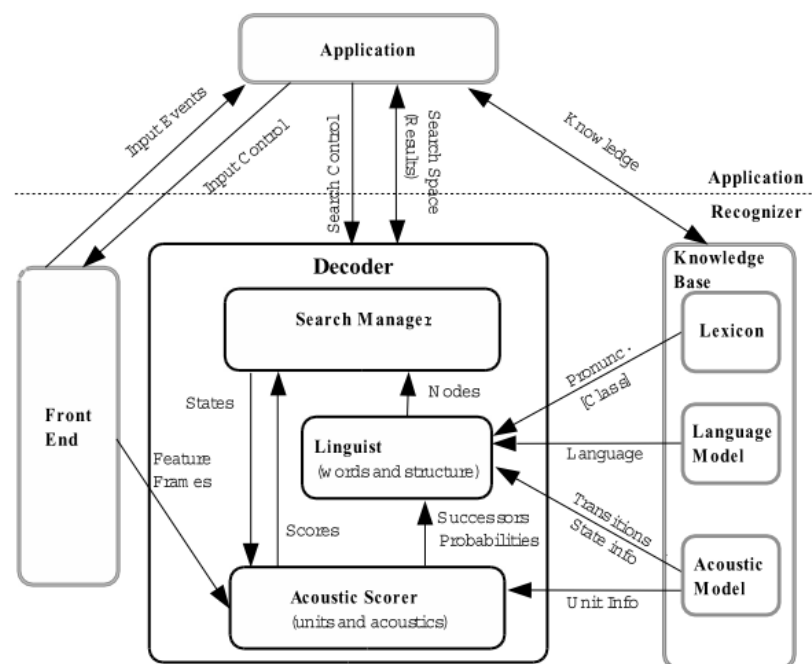 Application
Input Events
Input Control
Search Control
Search Space
(Results)
Knowledge
Application
Recognizer
Decoder
Knowledge
Base
Search Manager
Lexicon
Pronunc.
[Class]
States
Nodes
Front
End
Linguist
(words and structure)
Language
Language
Model
Feature
Frames
Scores
Successors
Probabilities
Transitions
State info
Acoustic Scorer
(units and acoustics)
Unit Info
Acoustic
Model